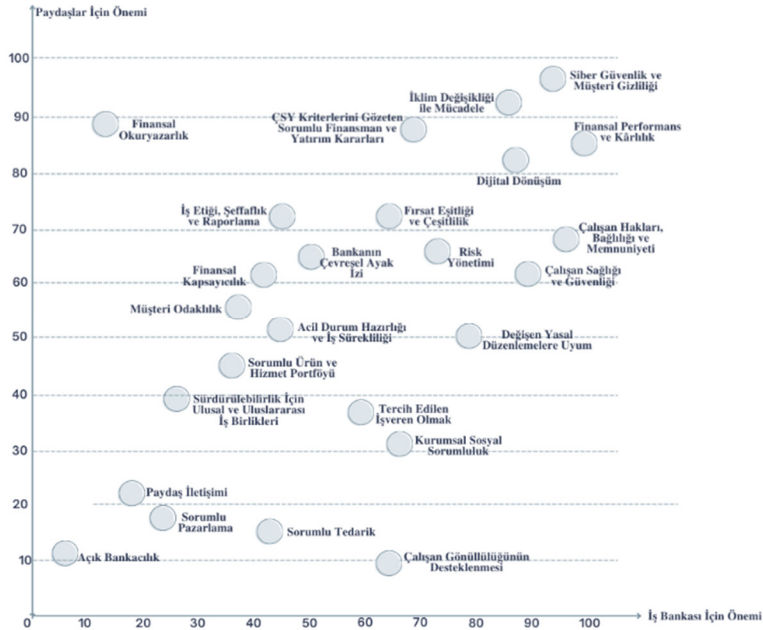 Paydaşlar İçin Önemi
100
Siber Güvenlik ve
Müşteri Gizliliği
İklim Değişikliği
ile Mücadele
90
Finansal
Okuryazarlık
ÇSY Kriterlerini Gözeten
Sorumlu Finansman ve
Yatırım Kararları
Finansal Performans
ve Kârlılık
80
Dijital Dönüşüm
İş Etiği, Şeffaflık
ve Raporlama
Fırsat Eşitliği
ve Çeşitlilik
70
Çalışan Hakları,
Bağlılığı ve
Memnuniyeti
Bankanın
Çevresel Ayak
İzi
Risk
Yönetimi
Finansal
Kapsayıcılık
Çalışan Sağlığı
ve Güvenliği
60
Müşteri Odaklılık
Acil Durum Hazırlığı
ve İş Sürekliliği
50
Değişen Yasal
Düzenlemelere Uyum
Sorumlu Ürün ve
Hizmet Portföyü
40
Sürdürülebilirlik İçin
Ulusal ve Uluslararası
İş Birlikleri
Tercih Edilen
İşveren Olmak
Kurumsal Sosyal
Sorumluluk
30
Paydaş İletişimi
20
Sorumlu
Pazarlama
Sorumlu Tedarik
10
Açık Bankacılık
Çalışan Gönüllülüğünün
Desteklenmesi
0 10 20 30 40 50 60 70 80 90 100
İş Bankası İçin Önemi